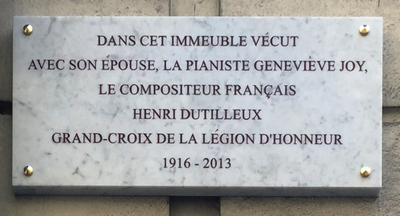 DANS CET IMMEUBLE VÉCUT
AVEC SON ÉPOUSE, LA PIANISTE GENEVIÈVE JOY,
LE COMPOSITEUR FRANÇAIS
HENRI DUTILLEUX
GRAND-CROIX DE LA LÉGION D'HONNEUR
1916 - 2013